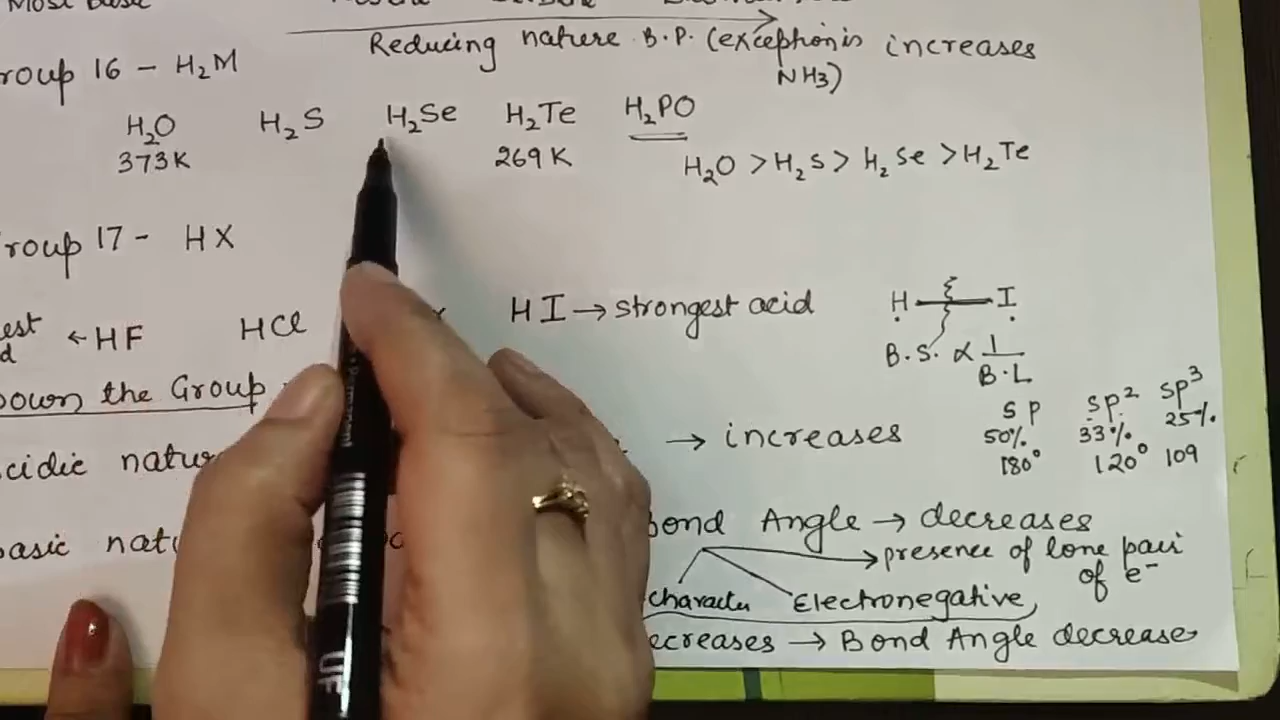 Reducing nature B.P. (exception is increases
NH3)
Group 16 - H₂M
H₂O H₂S H₂Se H₂Te H₂PO
373K 269K H₂O > H₂S > H₂Se > H₂Te
Group 17 - HX
← HF HCl HI → strongest acid H I
B.S. ∝ 1
B.L
Down the Group
sp sp² sp³
50% 33% 25%
180° 120° 109
→ increases
Bond Angle → decreases
presence of lone pair
of e⁻
character Electronegative,
→ Bond Angle decrease
UF